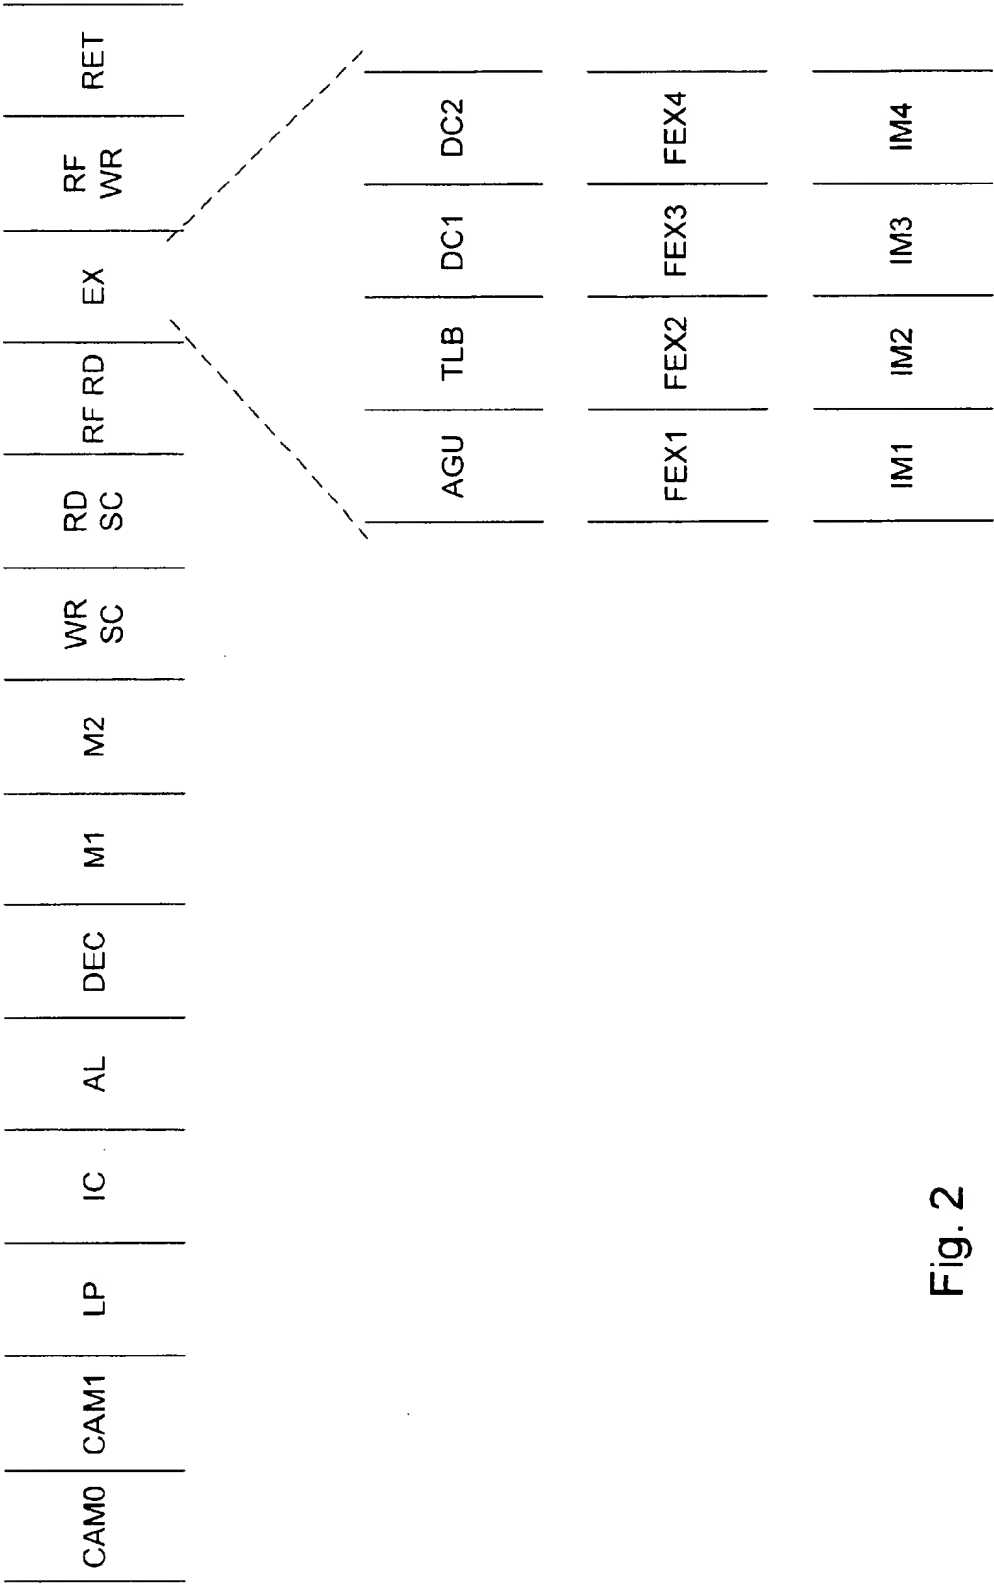 CAM0
CAM1
LP
IC
AL
DEC
M1
M2
WR
SC
RD
SC
RF RD
EX
RF
WR
RET
AGU
TLB
DC1
DC2
FEX1
FEX2
FEX3
FEX4
IM1
IM2
IM3
IM4
Fig. 2